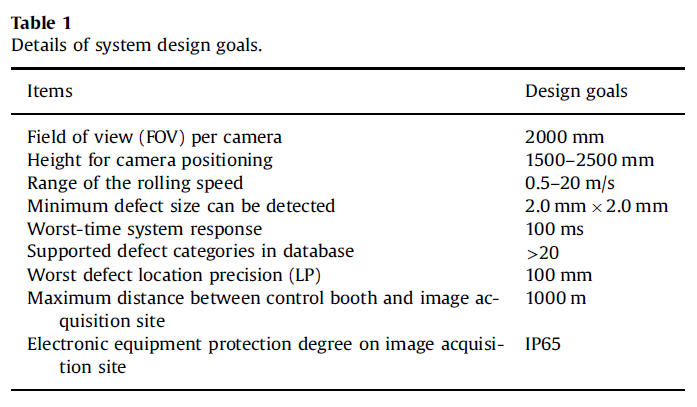 Table 1
Details of system design goals.
Items Design goals
Field of view (FOV) per camera 2000 mm
Height for camera positioning 1500–2500 mm
Range of the rolling speed 0.5–20 m/s
Minimum defect size can be detected 2.0 mm × 2.0 mm
Worst-time system response 100 ms
Supported defect categories in database >20
Worst defect location precision (LP) 100 mm
Maximum distance between control booth and image ac- 1000 m
quisition site
Electronic equipment protection degree on image acquisi- IP65
tion site